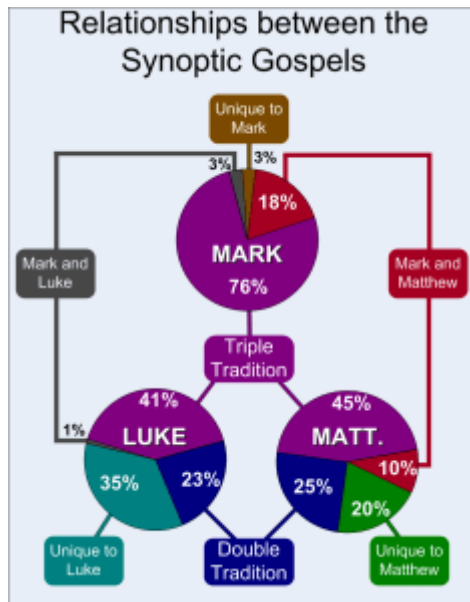 Relationships between the
Synoptic Gospels
Unique to
Mark
3%
3%
18%
MARK
76%
Mark and
Luke
Mark and
Matthew
Triple
Tradition
41%
45%
1%
LUKE
MATT.
35%
23%
25%
10%
20%
Unique to
Luke
Double
Tradition
Unique to
Matthew